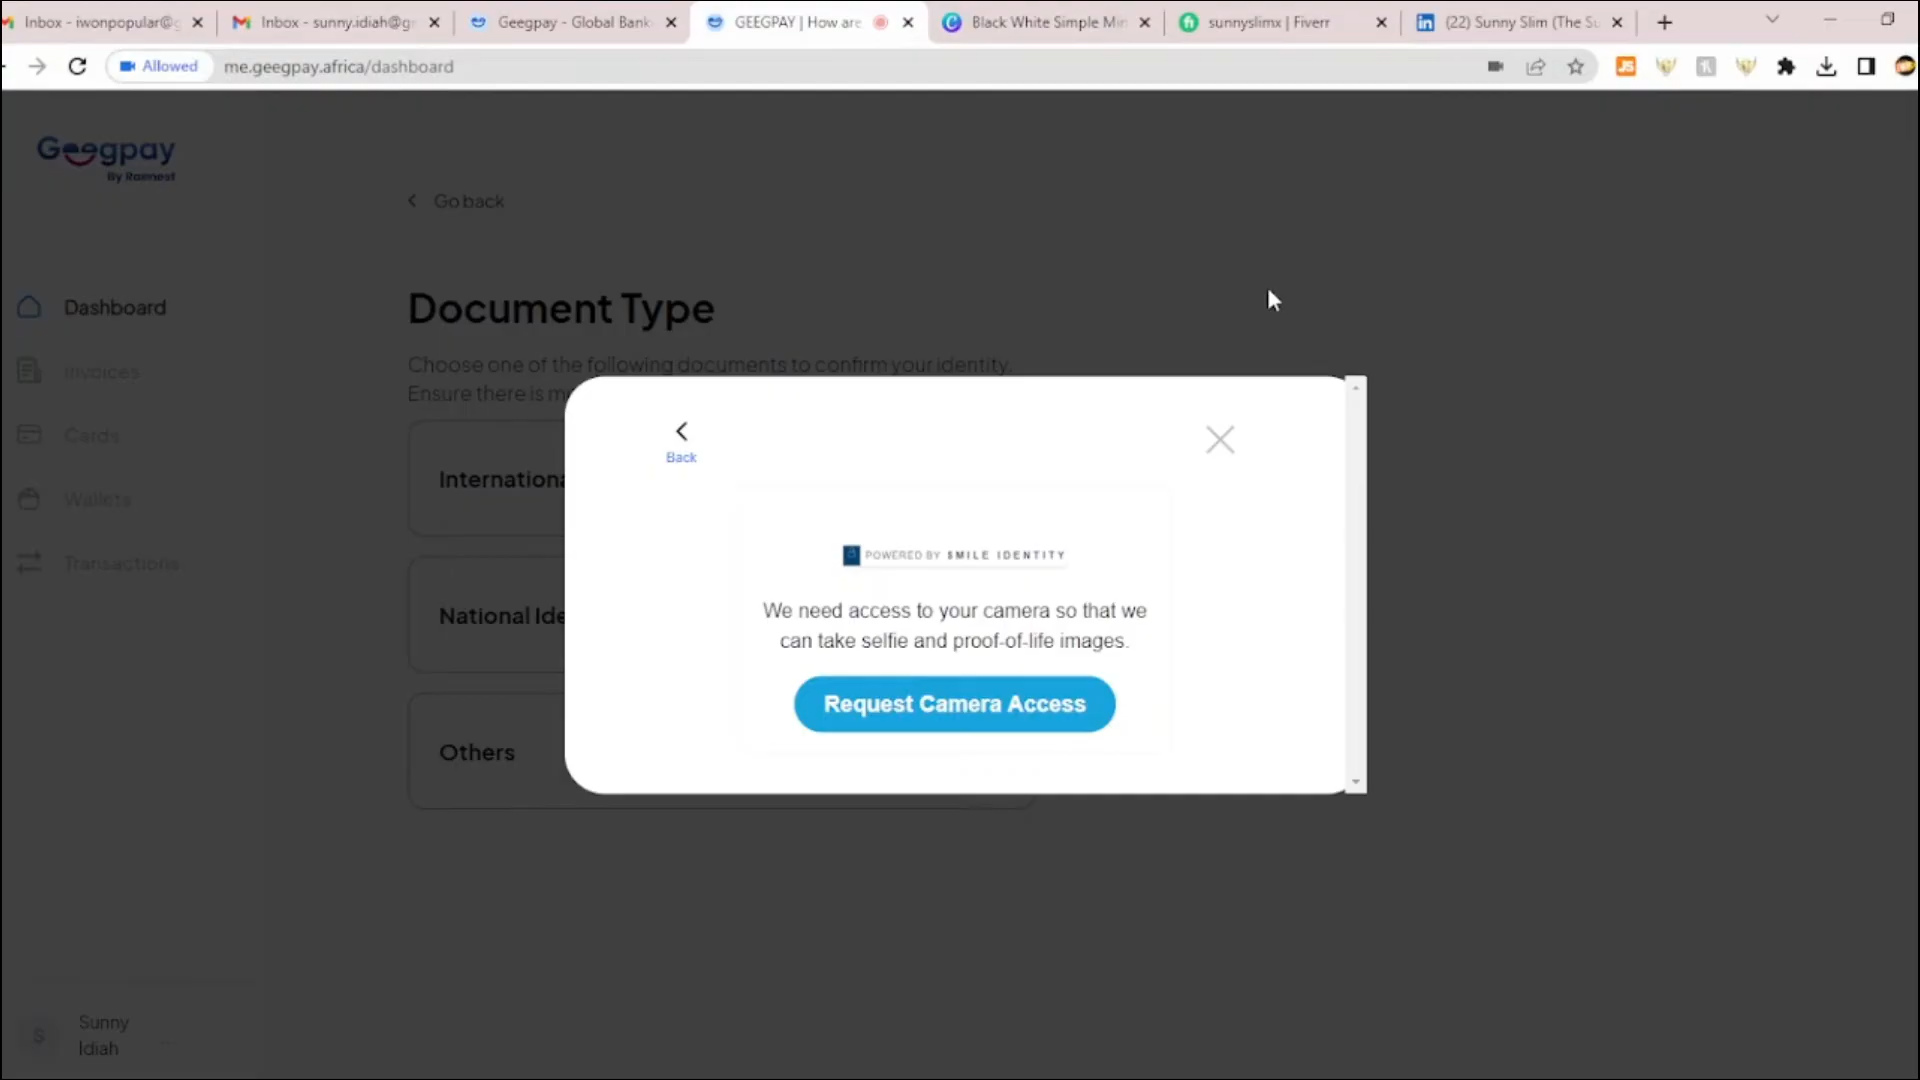 Inbox - iwonpopular@g
Inbox - sunny.idiah@g
Geegpay - Global Bank
GEEGPAY | How are
Black White Simple Min
sunnyslimx | Fiverr
(22) Sunny Slim (The Su
Allowed
me.geegpay.africa/dashboard
Geegpay
By Raenest
Go back
Dashboard
Invoices
Cards
Wallets
Transactions
Document Type
Choose one of the following documents to confirm your identity.
Ensure there is
Internationa
National Ide
Others
Back
POWERED BY SMILE IDENTITY
We need access to your camera so that we
can take selfie and proof-of-life images.
Request Camera Access
S
Sunny
Idiah